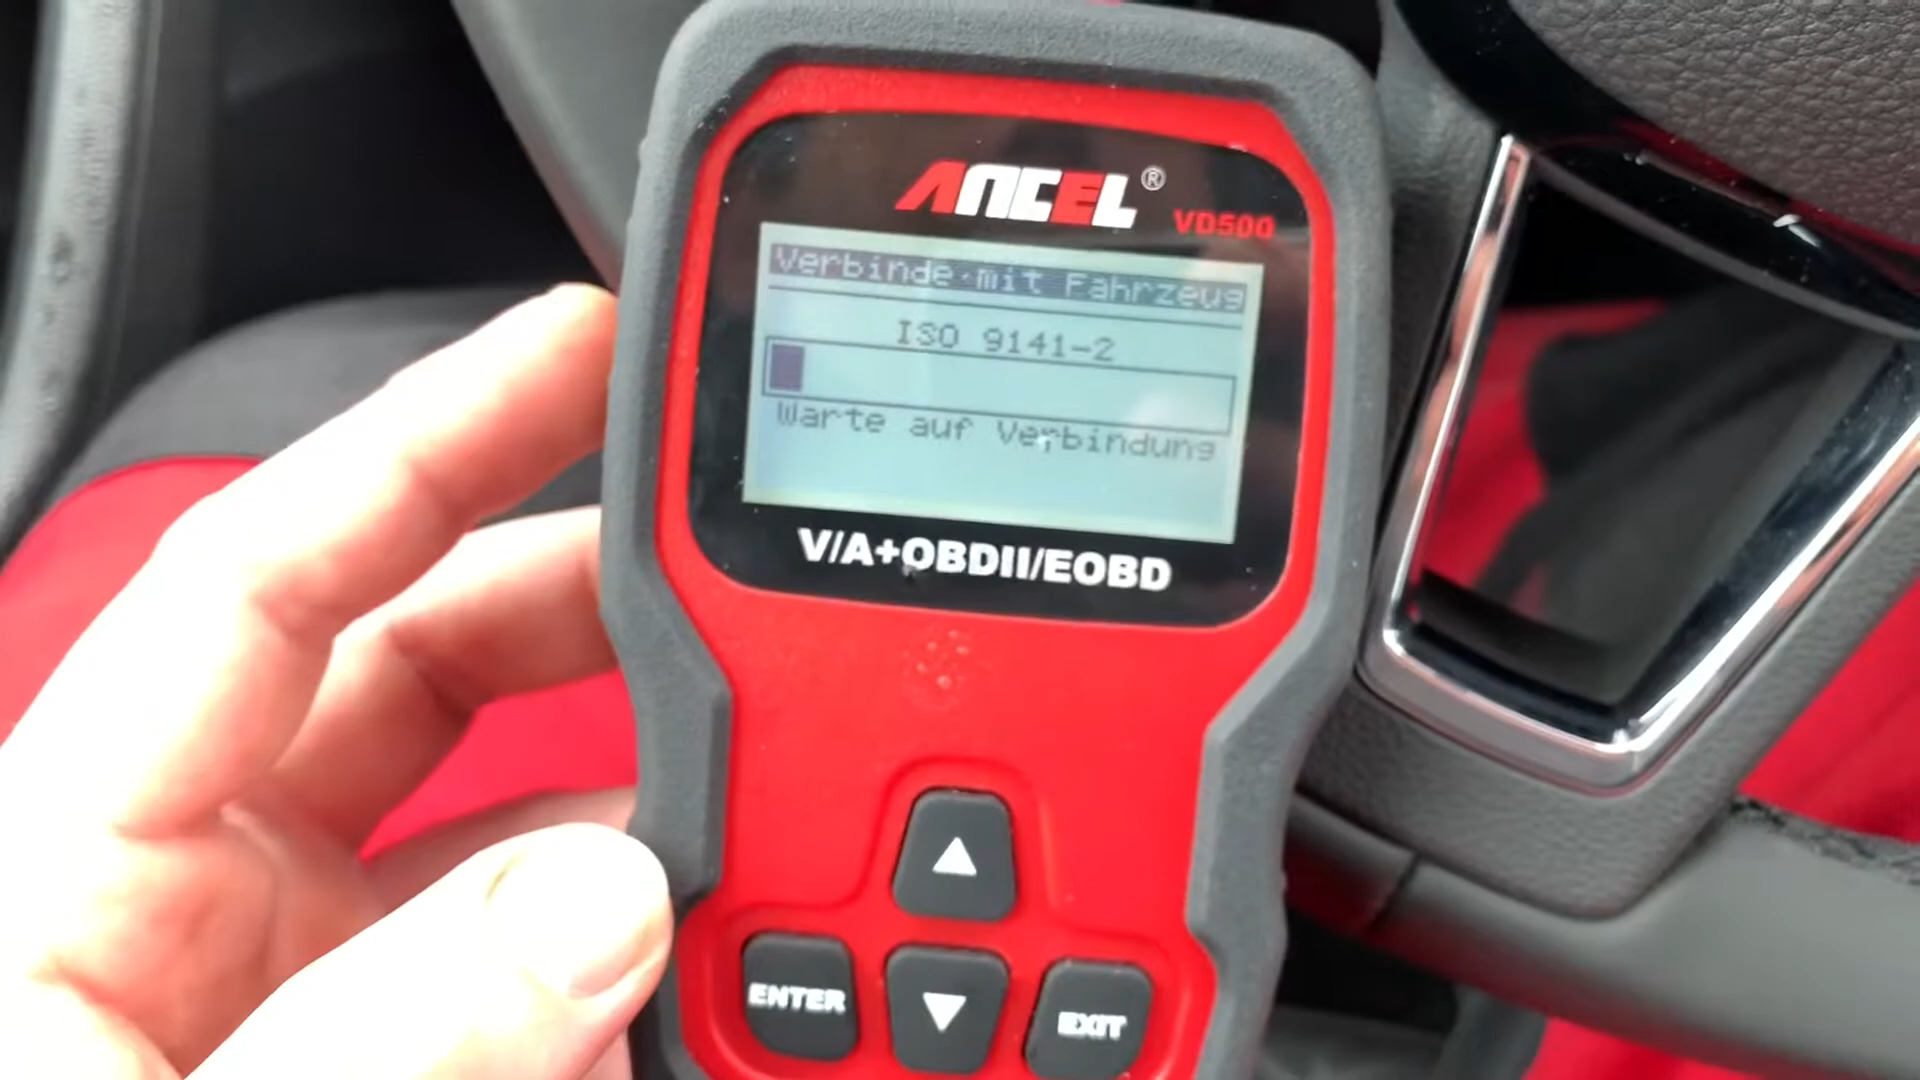 ANCEL®
VD500
Verbinde mit Fahrzeug
ISO 9141-2
Warte auf Verbindung
V/A+OBDII/EOBD
ENTER
EXIT